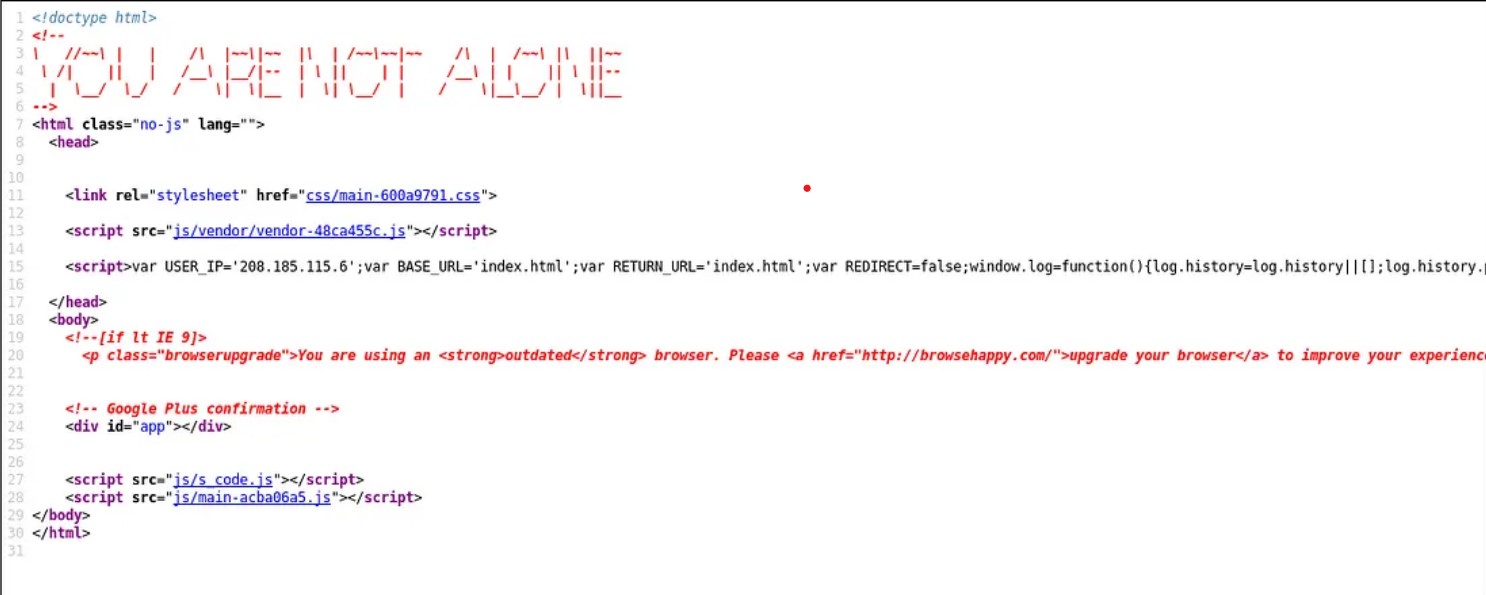 1 <!doctype html>
2 <!--
3 \   //~~\ |   |    /\  |~~\|~~  |\  | /~~\~~|~~    /\  |  /~~\ |\  ||~~
4  \ /|    ||   |   /__\ |__/|--  | \ ||    | |     /__\ | |    || \ ||--
5   |  \__/  \_/   /    \|  \|__  |  \| \__/  |    /    \|__\__/ |  \||__
6 -->
7 <html class="no-js" lang="">
8   <head>
9
10
11     <link rel="stylesheet" href="css/main-600a9791.css">
12
13     <script src="js/vendor/vendor-48ca455c.js"></script>
14
15     <script>var USER_IP='208.185.115.6';var BASE_URL='index.html';var RETURN_URL='index.html';var REDIRECT=false;window.log=function(){log.history=log.history||[];log.history.
16
17   </head>
18   <body>
19     <!--[if lt IE 9]>
20       <p class="browserupgrade">You are using an <strong>outdated</strong> browser. Please <a href="http://browsehappy.com/">upgrade your browser</a> to improve your experience
21
22
23     <!-- Google Plus confirmation -->
24     <div id="app"></div>
25
26
27     <script src="js/s_code.js"></script>
28     <script src="js/main-acba06a5.js"></script>
29 </body>
30 </html>
31